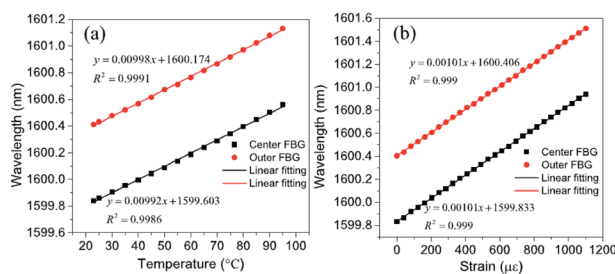 (a)
1601.2
1601.0
1600.8
1600.6
1600.4
1600.2
1600.0
1599.8
1599.6
Wavelength (nm)
y = 0.00998x+1600.174
R² = 0.9991
Center FBG
Outer FBG
Linear fitting
Linear fitting
y = 0.00992x+1599.603
R² = 0.9986
20 30 40 50 60 70 80 90 100
Temperature (°C)
(b)
1601.6
1601.4
1601.2
1601.0
1600.8
1600.6
1600.4
1600.2
1600.0
1599.8
Wavelength (nm)
y = 0.00101x+1600.406
R² = 0.999
Center FBG
Outer FBG
Linear fitting
Linear fitting
y = 0.00101x+1599.833
R² = 0.999
0 200 400 600 800 1000 1200
Strain (με)